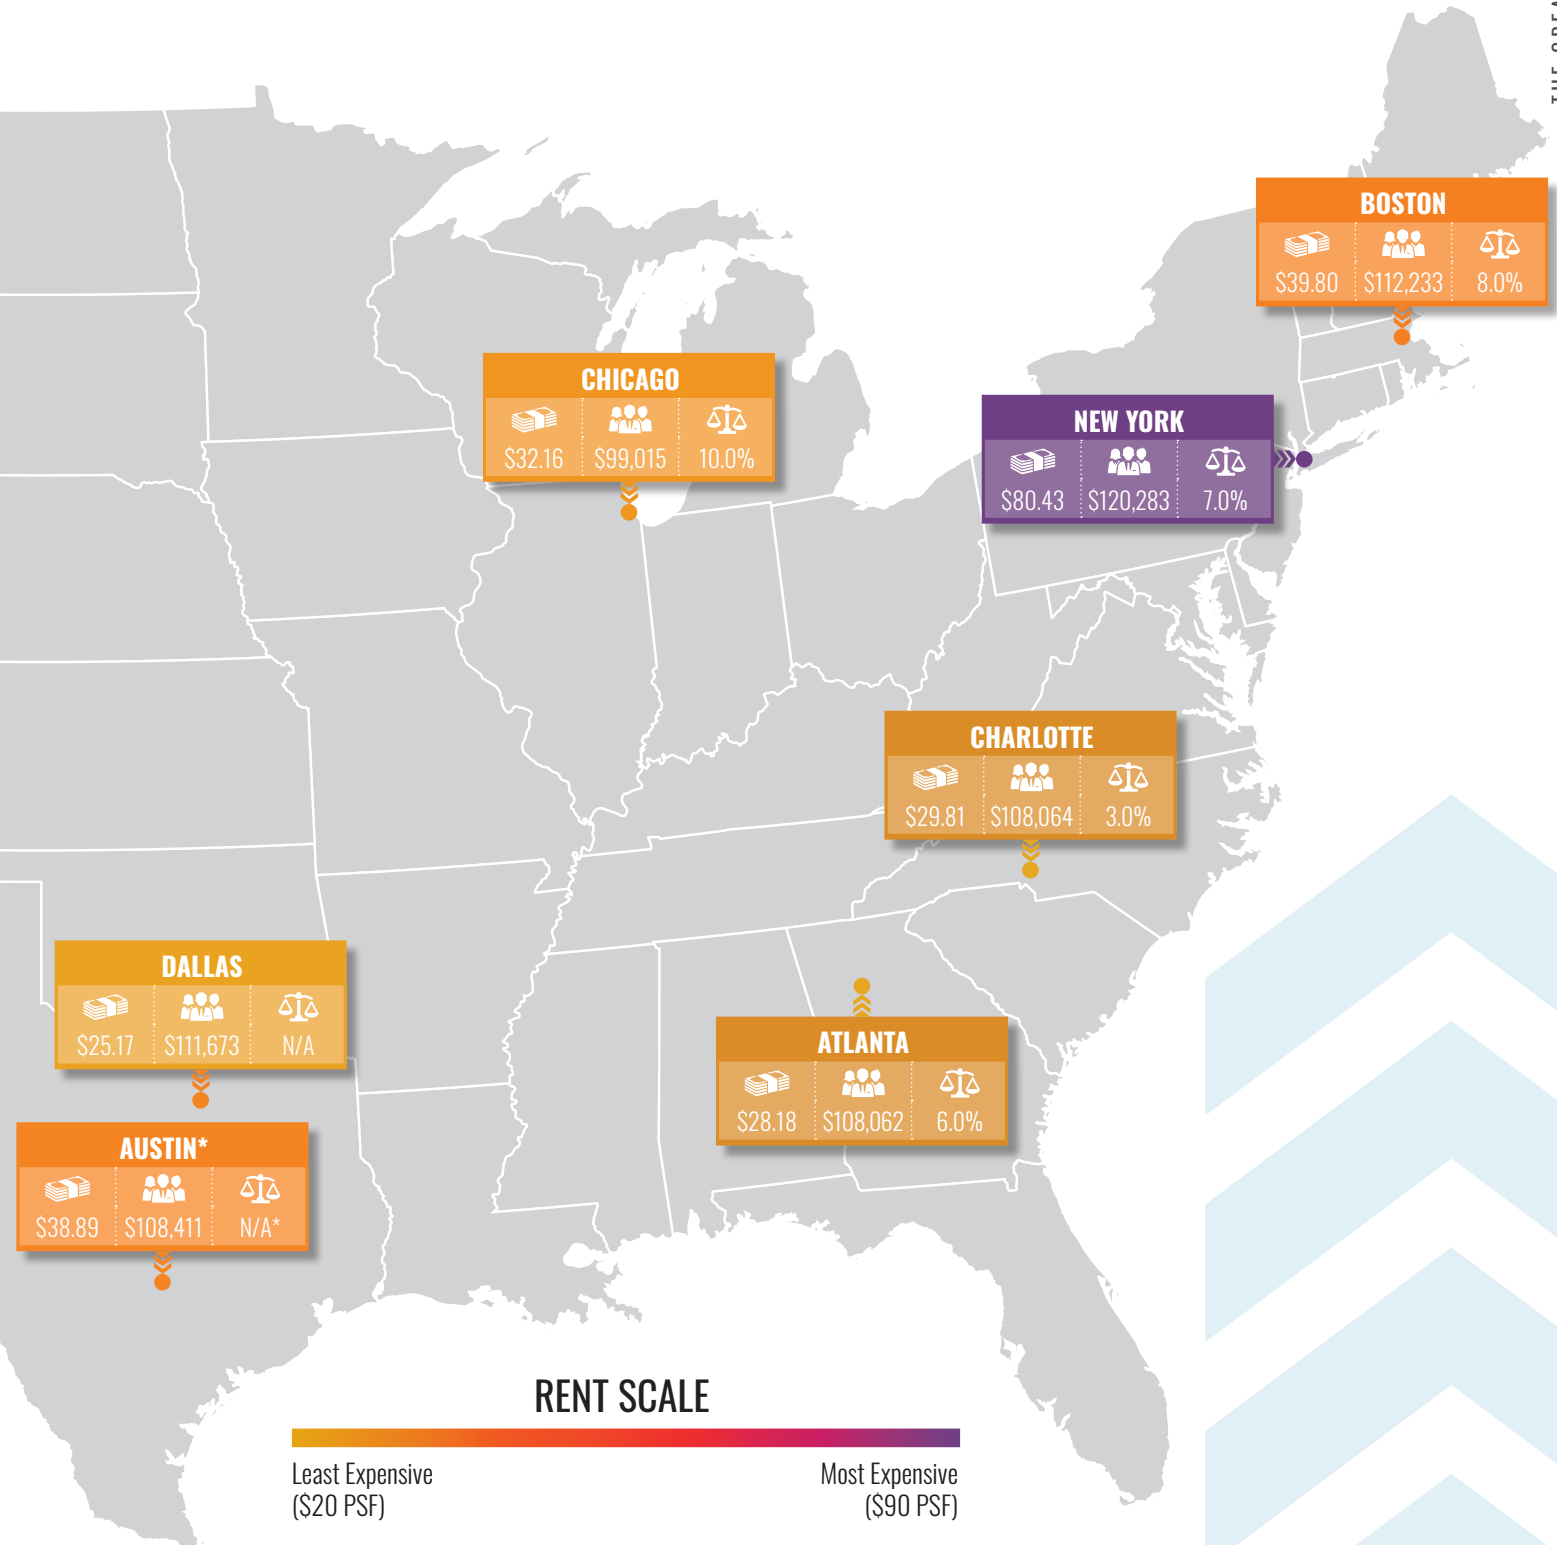 BOSTON
$39.80 $112,233 8.0%
CHICAGO
$32.16 $99,015 10.0%
NEW YORK
$80.43 $120,283 7.0%
CHARLOTTE
$29.81 $108,064 3.0%
DALLAS
$25.17 $111,673 N/A
ATLANTA
$28.18 $108,062 6.0%
AUSTIN*
$38.89 $108,411 N/A*
RENT SCALE
Least Expensive
($20 PSF)
Most Expensive
($90 PSF)